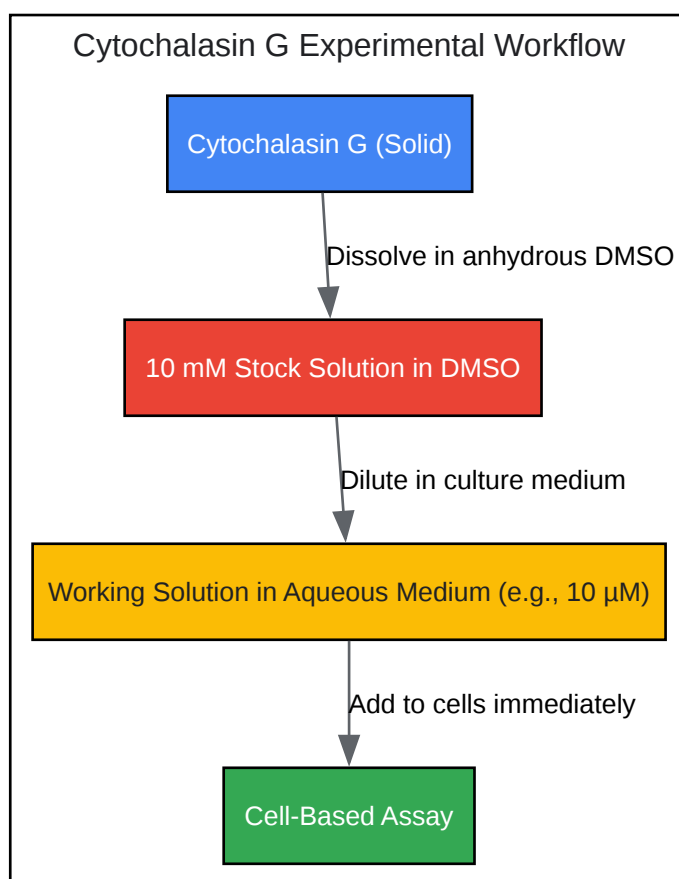 Cytochalasin G Experimental Workflow
Cytochalasin G (Solid)
Dissolve in anhydrous DMSO
10 mM Stock Solution in DMSO
Dilute in culture medium
Working Solution in Aqueous Medium (e.g., 10 µM)
Add to cells immediately
Cell-Based Assay